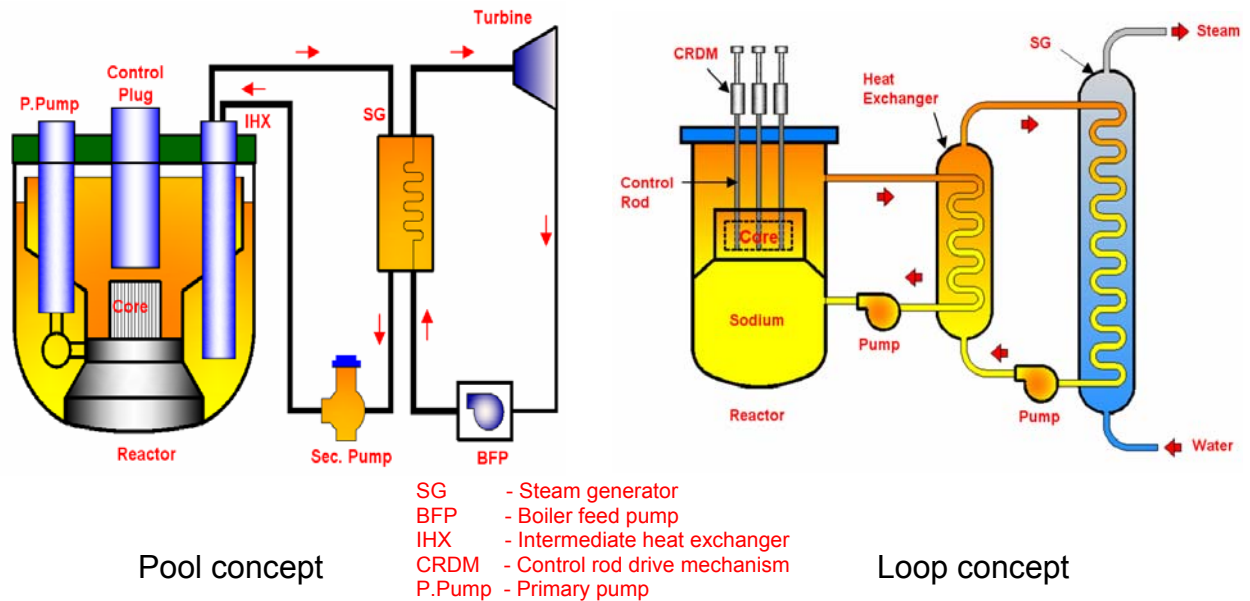 Turbine
Control
Plug
P.Pump
IHX
SG
Core
Reactor
Sec. Pump
BFP
CRDM
Control
Rod
Core
Sodium
Reactor
Heat
Exchanger
Pump
SG
Steam
Pump
Water
SG - Steam generator
BFP - Boiler feed pump
IHX - Intermediate heat exchanger
CRDM - Control rod drive mechanism
P.Pump - Primary pump
Pool concept
Loop concept